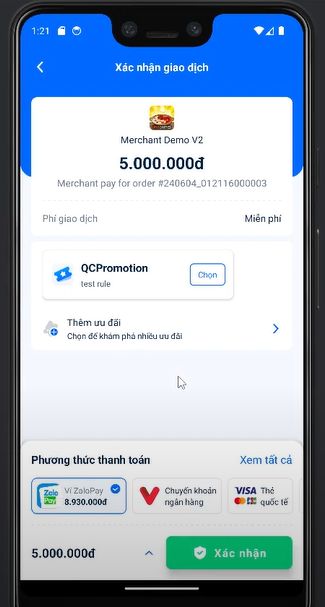 1:21
Xác nhận giao dịch
Merchant Demo V2
5.000.000đ
Merchant pay for order #240604_012116000003
Phí giao dịch
Miễn phí
QCPromotion
test rule
Chọn
Thêm ưu đãi
Chọn để khám phá nhiều ưu đãi
Phương thức thanh toán
Xem tất cả
Zalo
Pay
Ví ZaloPay
8.930.000đ
Chuyển khoản
ngân hàng
VISA
Thẻ
quốc tế
5.000.000đ
Xác nhận